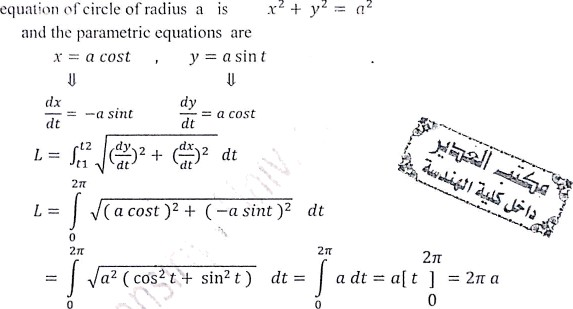 equation of circle of radius a is x² + y² = a²
and the parametric equations are
x = a cost , y = a sin t
⇓ ⇓
dx/dt = −a sint dy/dt = a cost
L = ∫_{t1}^{t2} √((dy/dt)² + (dx/dt)²) dt
L = ∫_0^{2π} √(( a cost )² + ( −a sint )²) dt
= ∫_0^{2π} √(a² ( cos² t + sin² t )) dt = ∫_0^{2π} a dt = a[ t ]_0^{2π} = 2π a
مكتب الغدير
داخل كلية الهندسة